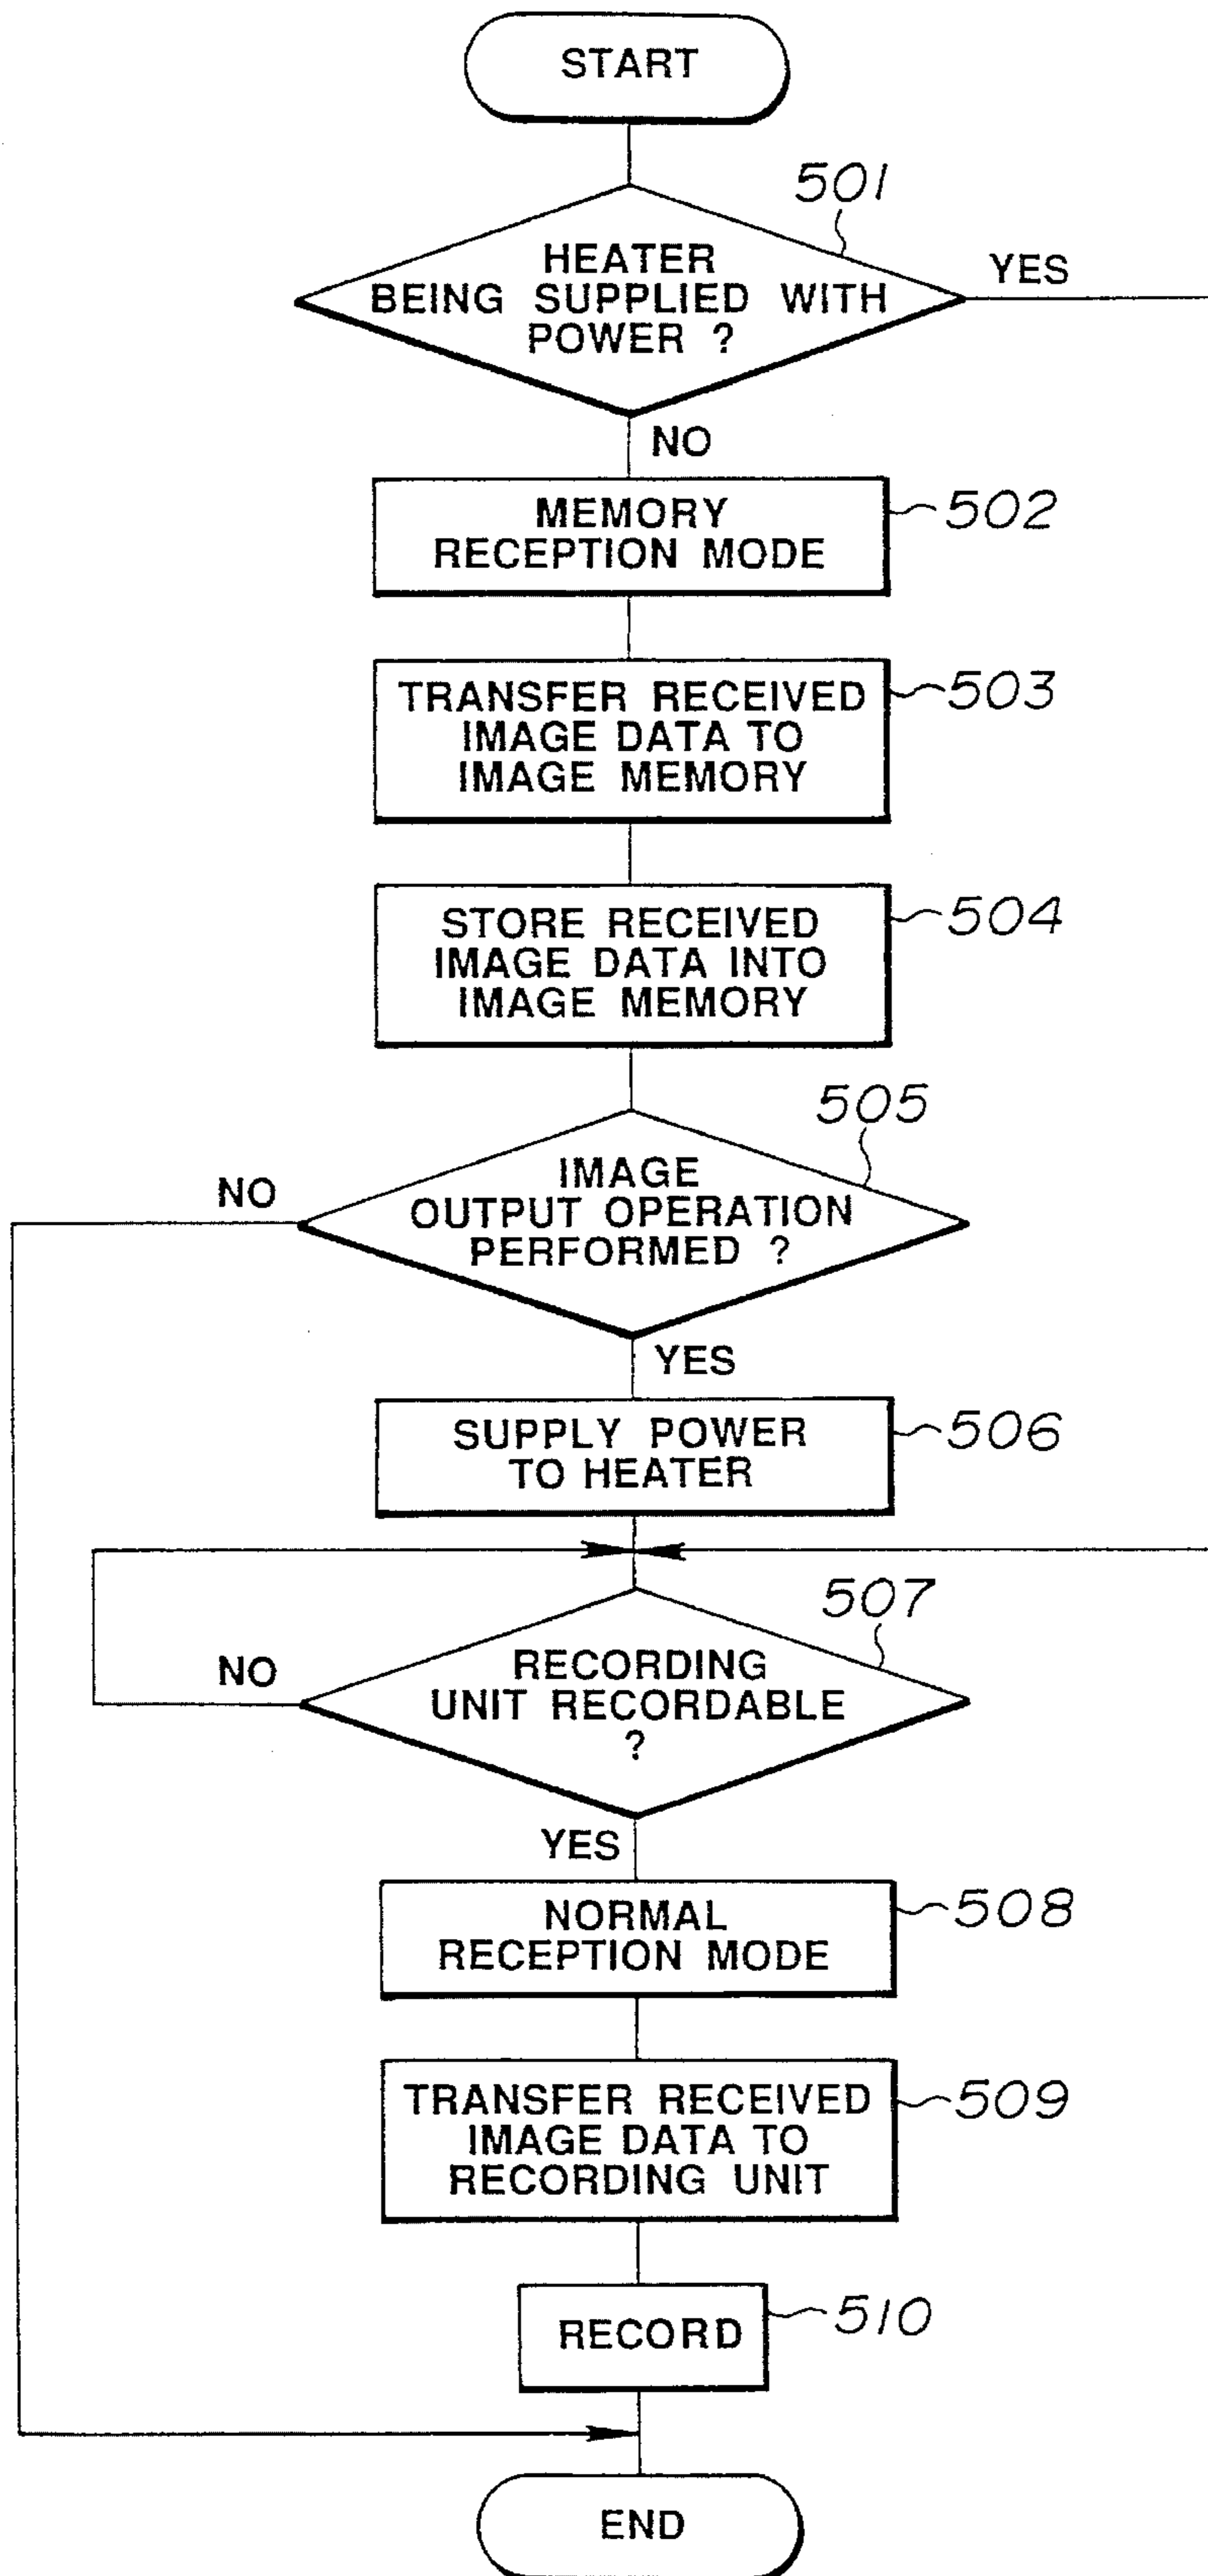 START
501
HEATER
BEING SUPPLIED WITH
POWER ?
YES
NO
MEMORY
RECEPTION MODE
502
TRANSFER RECEIVED
IMAGE DATA TO
IMAGE MEMORY
503
STORE RECEIVED
IMAGE DATA INTO
IMAGE MEMORY
504
505
IMAGE
OUTPUT OPERATION
PERFORMED ?
NO
YES
SUPPLY POWER
TO HEATER
506
507
RECORDING
UNIT RECORDABLE
?
NO
YES
NORMAL
RECEPTION MODE
508
TRANSFER RECEIVED
IMAGE DATA TO
RECORDING UNIT
509
RECORD
510
END